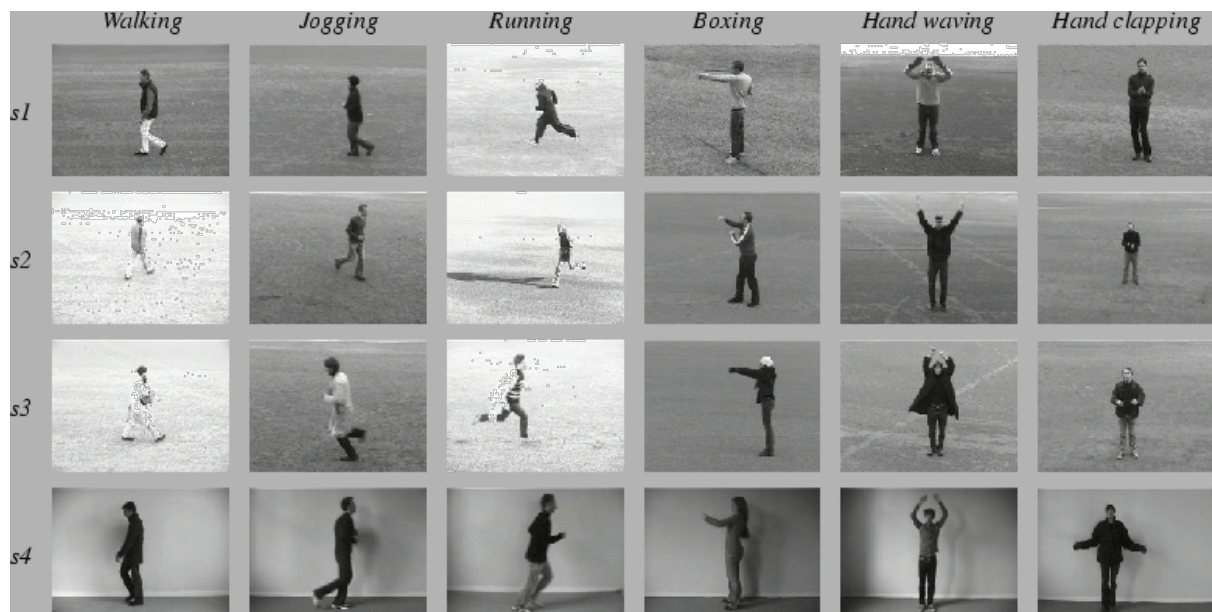 Walking Jogging Running Boxing Hand waving Hand clapping
s1
s2
s3
s4